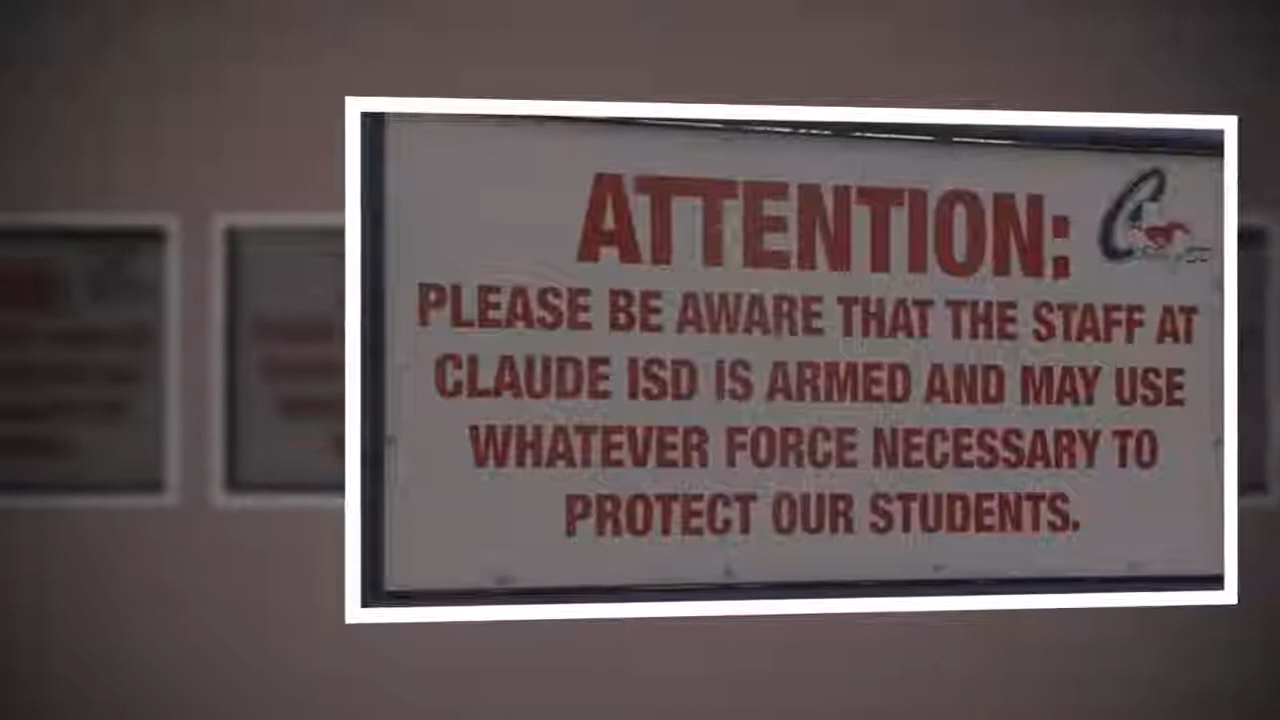 ATTENTION:
PLEASE BE AWARE THAT THE STAFF AT
CLAUDE ISD IS ARMED AND MAY USE
WHATEVER FORCE NECESSARY TO
PROTECT OUR STUDENTS.